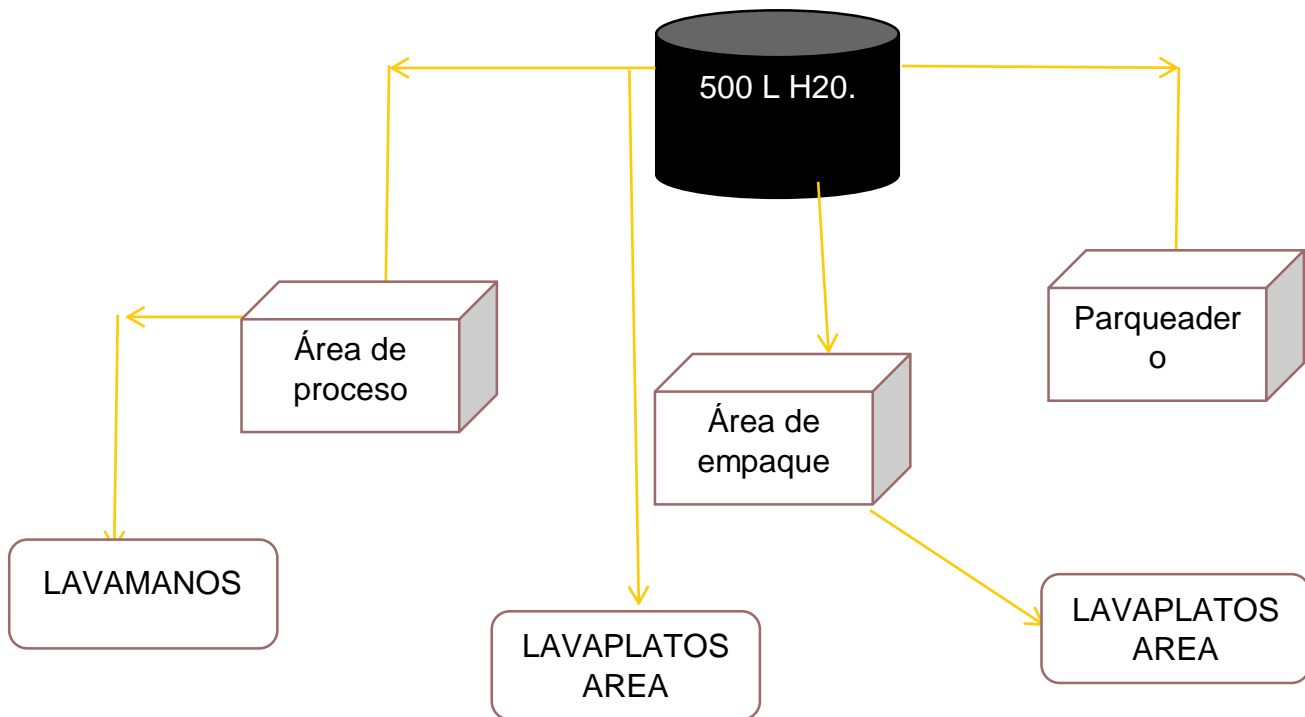 500 L H20.
Área de
proceso
Parqueader
o
Área de
empaque
LAVAMANOS
LAVAPLATOS
AREA
LAVAPLATOS
AREA